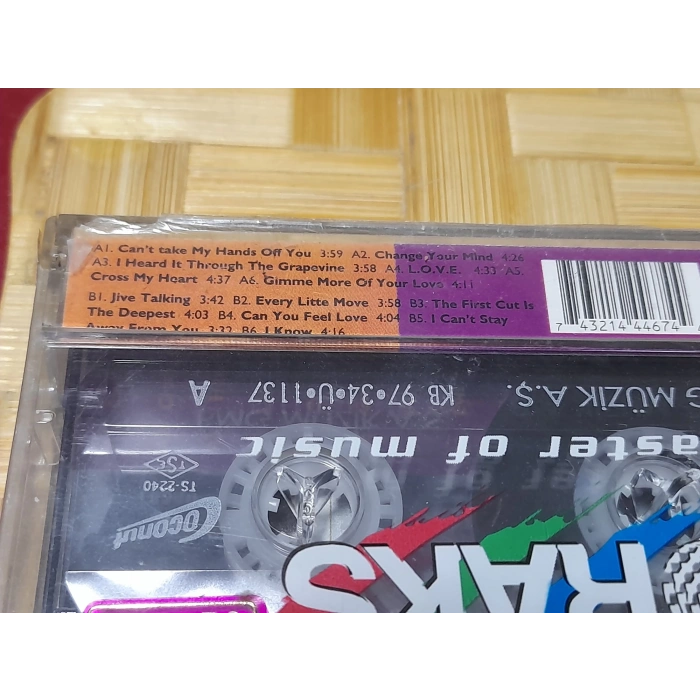 A1. Can't take My Hands Off You 3:59 A2. Change Your Mind 4:26
A3. I Heard It Through The Grapevine 3:58 A4. L.O.V.E. 4:33 A5.
Cross My Heart 4:37 A6. Gimme More Of Your Love 4:11
B1. Jive Talking 3:42 B2. Every Litte Move 3:58 B3. The First Cut Is
The Deepest 4:03 B4. Can You Feel Love 4:04 B5. I Can't Stay
Away From You 3:32 B6. I Know 4:16
7 43214 44674
G MÜZİK A.Ş. KB 97•34•Ü•1137 A
aster of music
TSE
TS-2240
Coconut
RAKS